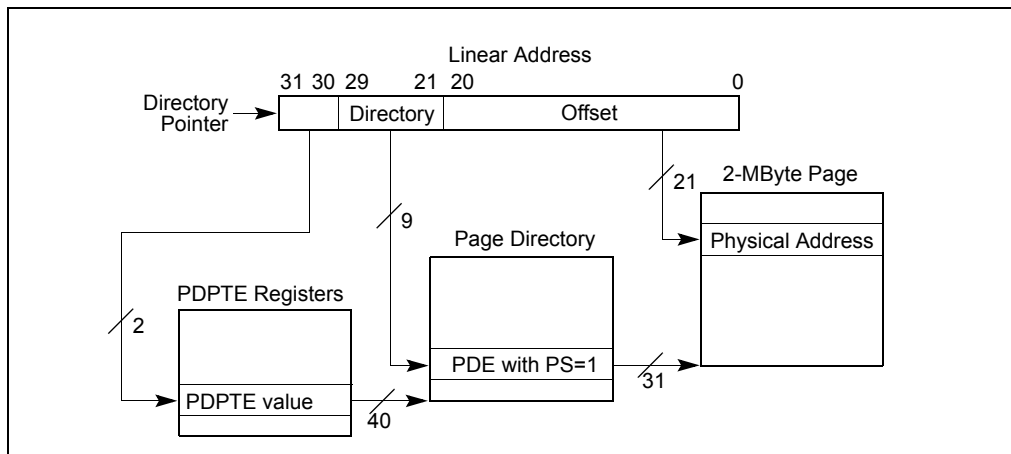 Linear Address
31 30 29 21 20 0
Directory Pointer
Directory
Offset
21
2-MByte Page
9
Page Directory
Physical Address
PDPTE Registers
2
PDE with PS=1
31
PDPTE value
40